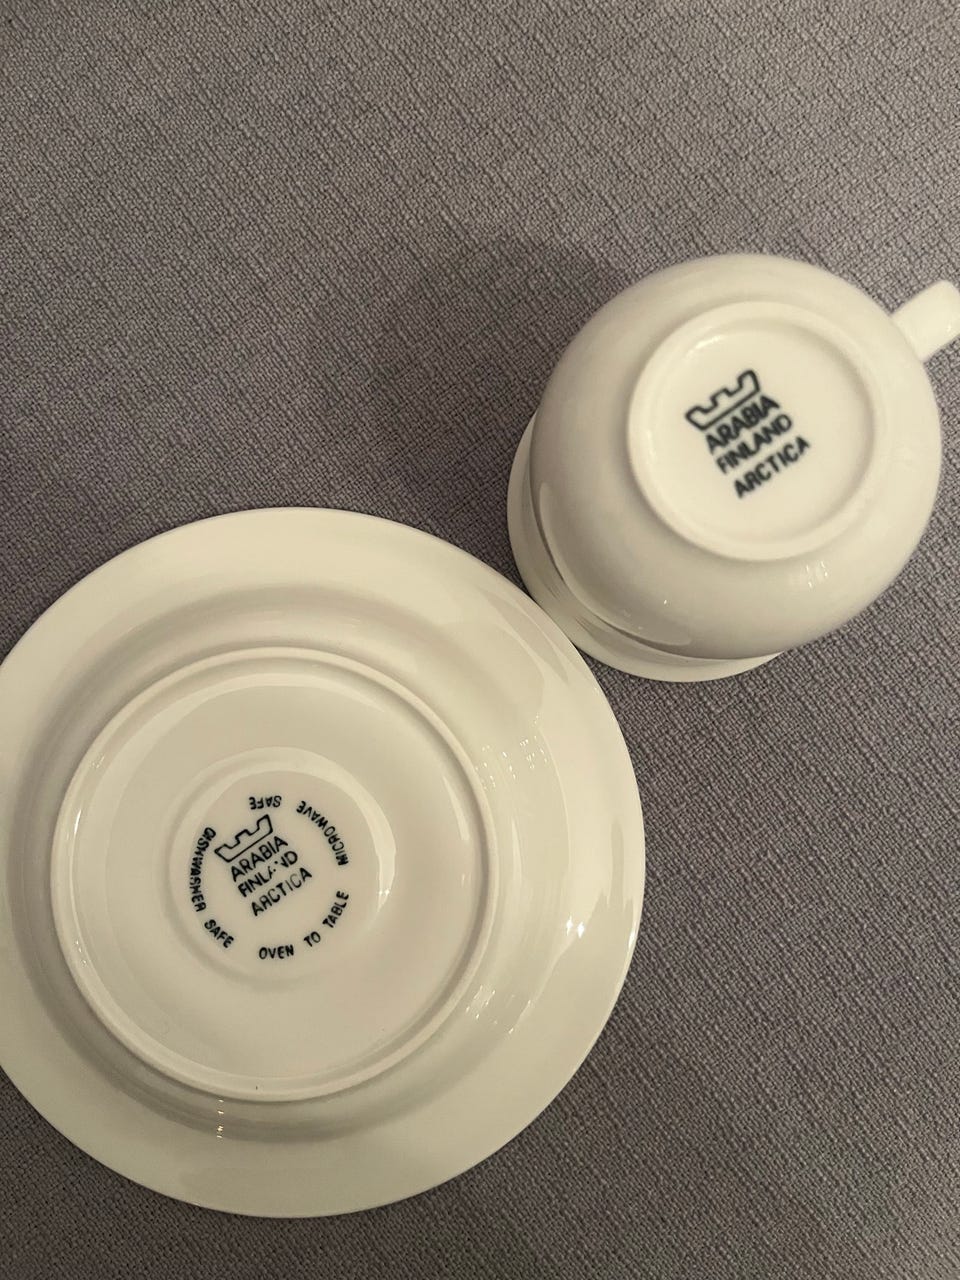 ARABIA
FINLAND
ARCTICA
ARABIA
FINLAND
ARCTICA
DISHWASHER SAFE
OVEN TO TABLE
MICROWAVE SAFE